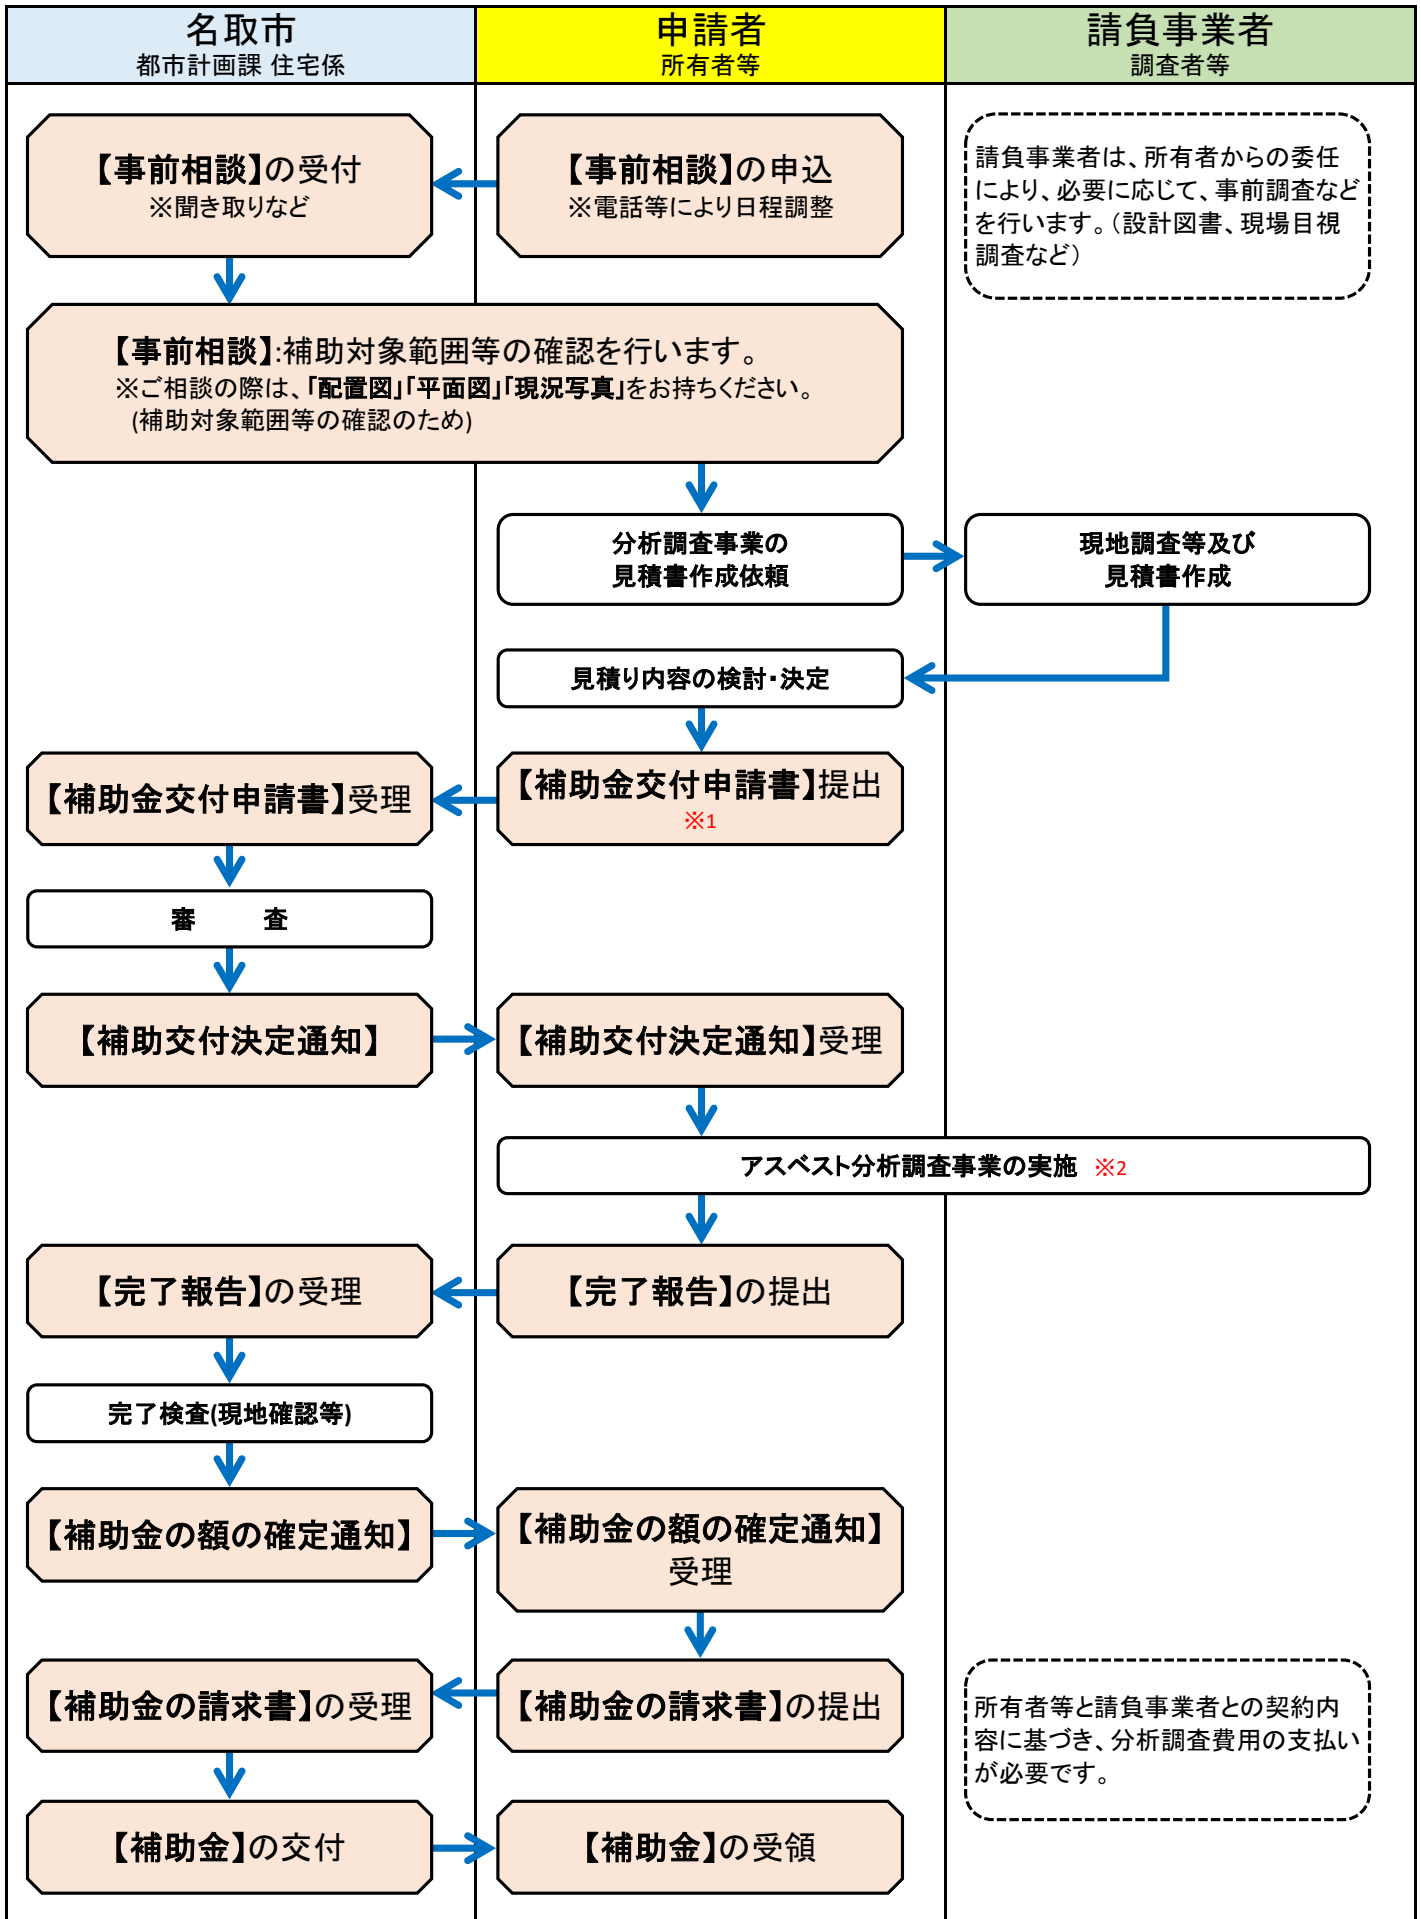 名取市
都市計画課 住宅係
申請者
所有者等
請負事業者
調査者等
【事前相談】の受付
※聞き取りなど
【事前相談】の申込
※電話等により日程調整
請負事業者は、所有者からの委任
により、必要に応じて、事前調査など
を行います。（設計図書、現場目視
調査など）
【事前相談】:補助対象範囲等の確認を行います。
※ご相談の際は、「配置図」「平面図」「現況写真」をお持ちください。
(補助対象範囲等の確認のため)
分析調査事業の
見積書作成依頼
現地調査等及び
見積書作成
見積り内容の検討・決定
【補助金交付申請書】受理
【補助金交付申請書】提出
※1
審 査
【補助交付決定通知】
【補助交付決定通知】受理
アスベスト分析調査事業の実施 ※2
【完了報告】の受理
【完了報告】の提出
完了検査(現地確認等)
【補助金の額の確定通知】
【補助金の額の確定通知】
受理
【補助金の請求書】の受理
【補助金の請求書】の提出
所有者等と請負事業者との契約内
容に基づき、分析調査費用の支払い
が必要です。
【補助金】の交付
【補助金】の受領